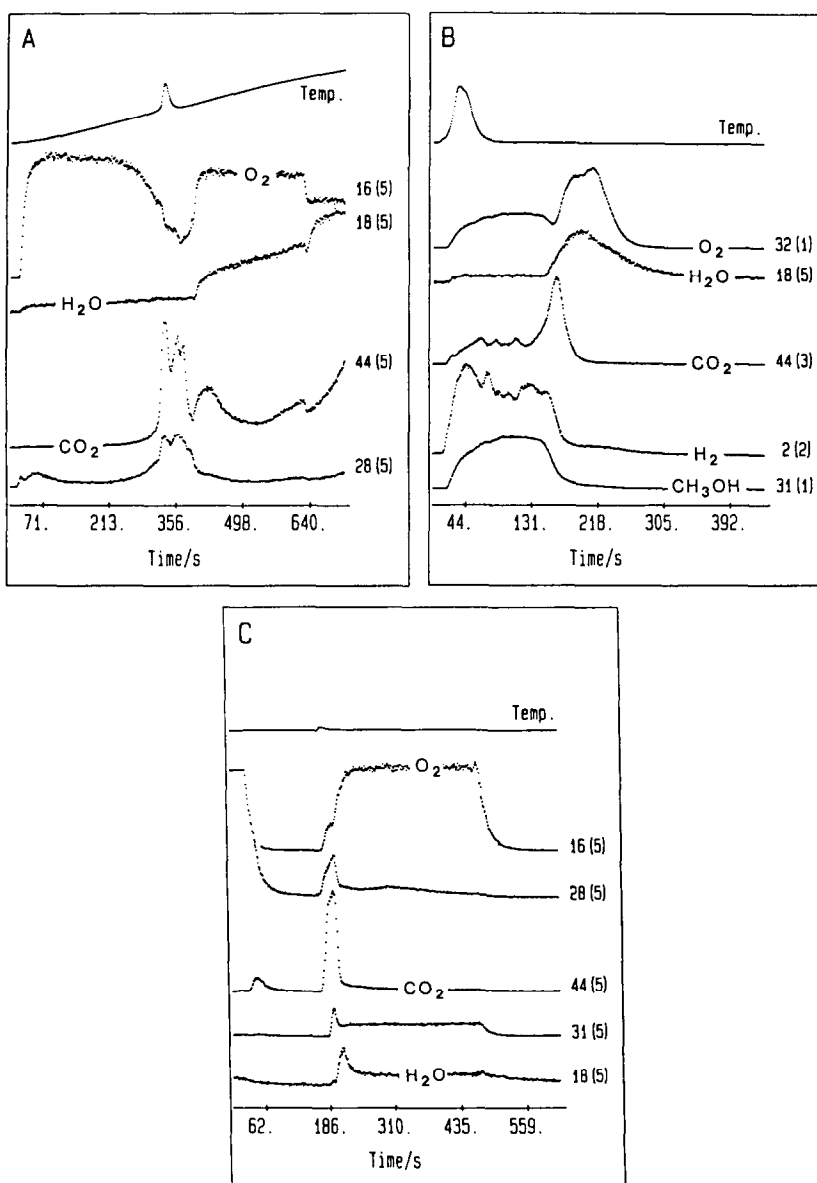 A
Temp.
O₂
16 (5)
18 (5)
H₂O
44 (5)
CO₂
28 (5)
71. 213. 356. 498. 640.
Time/s
B
Temp.
O₂ 32 (1)
H₂O 18 (5)
CO₂ 44 (3)
H₂ 2 (2)
CH₃OH 31 (1)
44. 131. 218. 305. 392.
Time/s
C
Temp.
O₂
16 (5)
28 (5)
CO₂ 44 (5)
31 (5)
H₂O 18 (5)
62. 186. 310. 435. 559.
Time/s